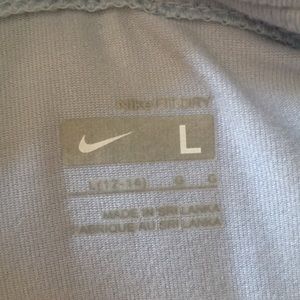 NIKE FIT DRY
L
L(12-14) G G
MADE IN SRI LANKA
FABRIQUE AU SRI LANKA